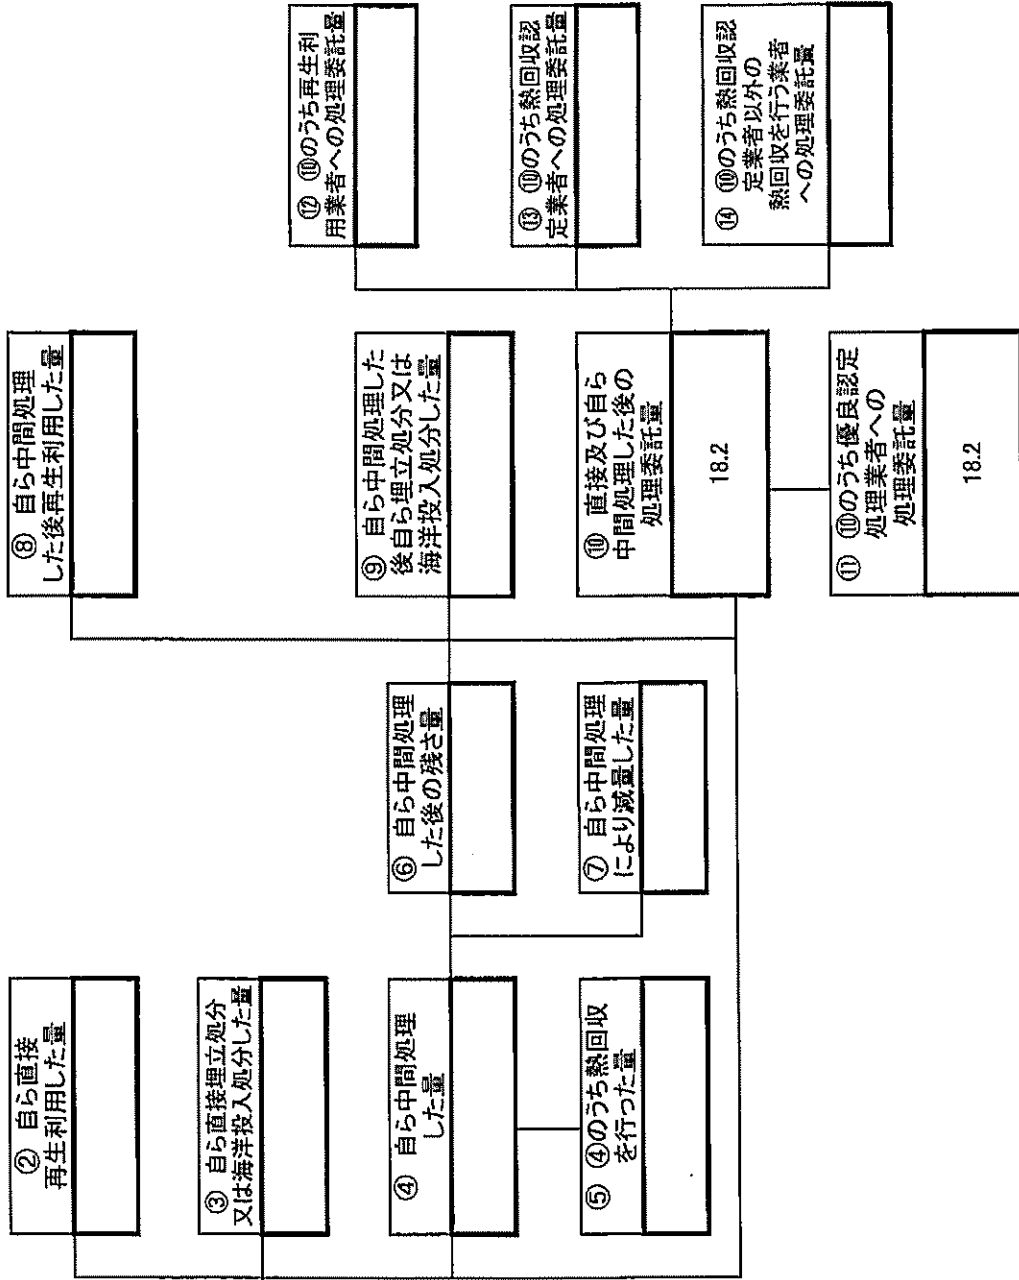 ② 自ら直接
再生利用した量
③ 自ら直接埋立処分
又は海洋投入処分した量
④ 自ら中間処理
した量
⑤ ④のうち熱回収
を行った量
⑥ 自ら中間処理
した後の残さ量
⑦ 自ら中間処理
により減量した量
⑧ 自ら中間処理
した後再生利用した量
⑨ 自ら中間処理した
後自ら埋立処分又は
海洋投入処分した量
⑩ 直接及び自ら
中間処理した後の
処理委託量
18.2
⑪ ⑩のうち優良認定
処理業者への
処理委託量
18.2
⑫ ⑩のうち再生利
用業者への処理委託量
⑬ ⑩のうち熱回収認
定業者への処理委託量
⑭ ⑩のうち熱回収認
定業者以外の
熱回収を行う業者
への処理委託量